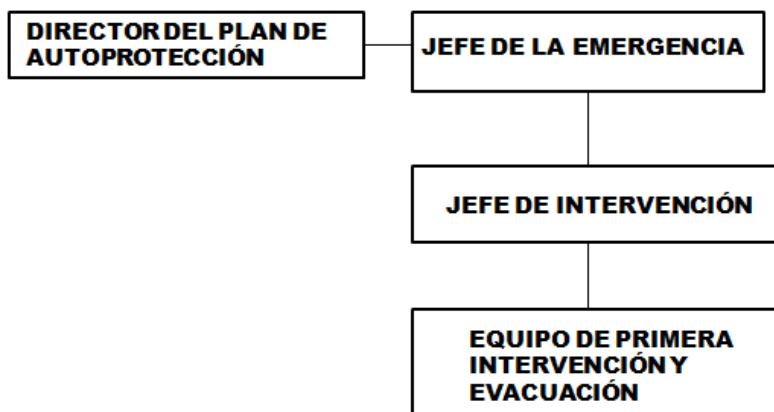 DIRECTOR DEL PLAN DE
AUTOPROTECCIÓN
JEFE DE LA EMERGENCIA
JEFE DE INTERVENCIÓN
EQUIPO DE PRIMERA
INTERVENCIÓN Y
EVACUACIÓN